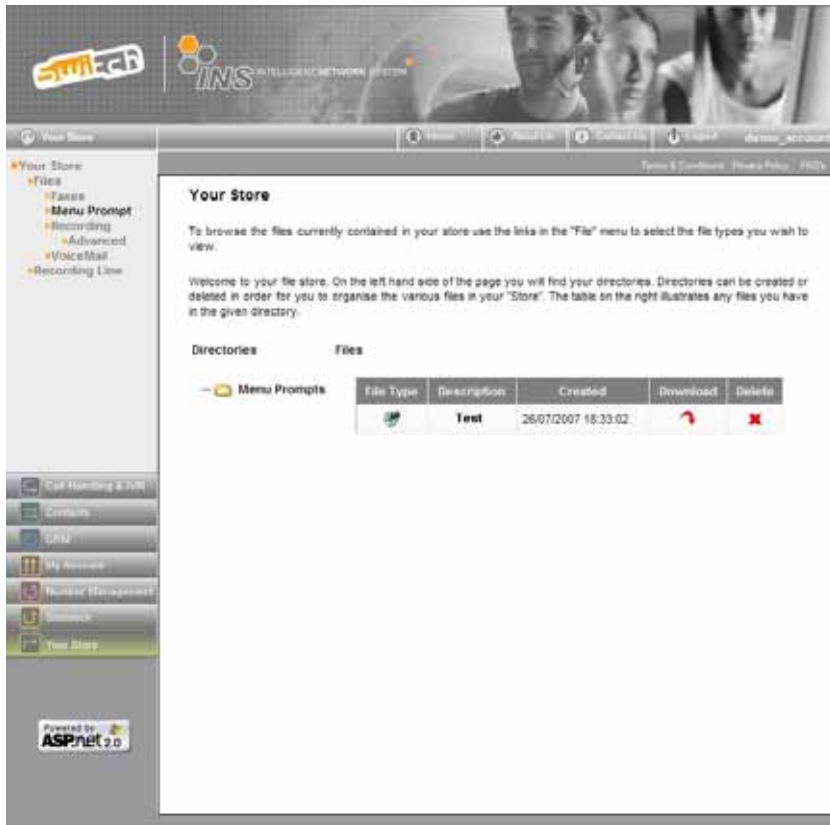 switch
INS INTELLIGENT NETWORK SYSTEM
Your Store
Home
About Us
Contact Us
Logout
demo_account
Terms & Conditions Privacy Policy FAQ's
Your Store
Files
Faxes
Menu Prompt
Recording
Advanced
VoiceMail
Recording Line
Your Store
To browse the files currently contained in your store use the links in the "File" menu to select the file types you wish to
view.
Welcome to your file store. On the left hand side of the page you will find your directories. Directories can be created or
deleted in order for you to organise the various files in your "Store". The table on the right illustrates any files you have
in the given directory.
Directories Files
Menu Prompts
File Type Description Created Download Delete
Test 26/07/2007 18:33:02
Call Handling & IVR
Contacts
CRM
My Account
Number Management
Statistics
Your Store
Powered by
ASP.net 2.0